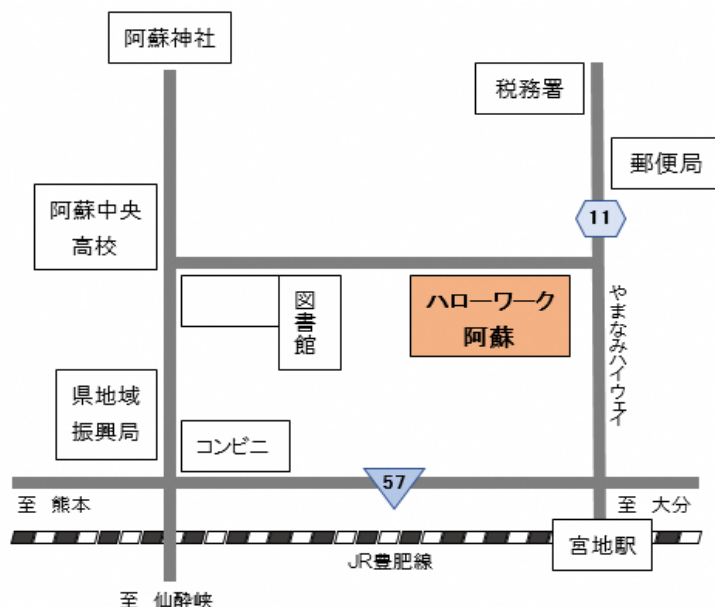 阿蘇神社
税務署
郵便局
阿蘇中央
高校
11
図書館
ハローワーク
阿蘇
やまなみハイウェイ
県地域
振興局
コンビニ
57
至 熊本
至 大分
JR豊肥線
宮地駅
至 仙酔峡